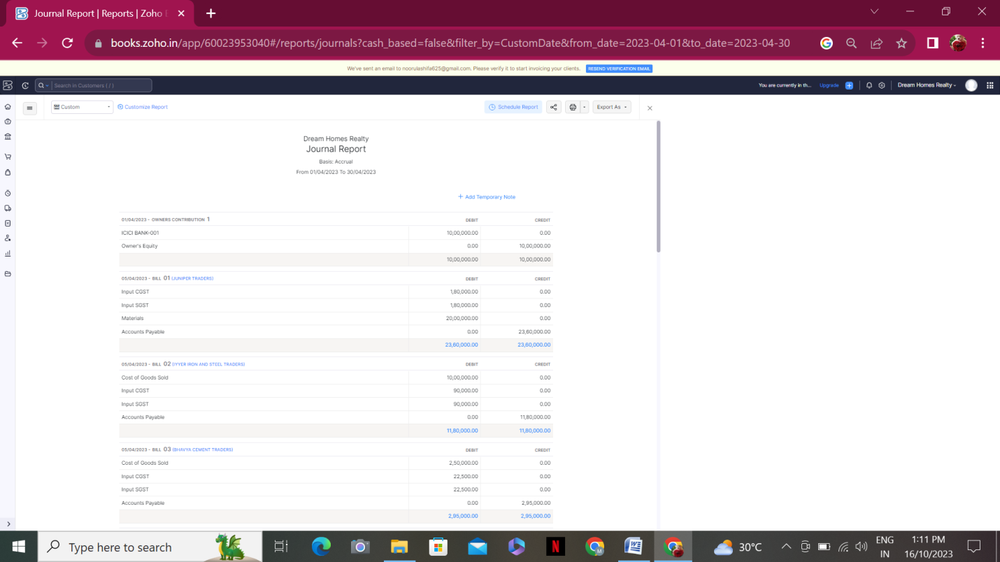 Journal Report | Reports | Zoho
books.zoho.in/app/60023953040#/reports/journals?cash_based=false&filter_by=CustomDate&from_date=2023-04-01&to_date=2023-04-30
We've sent an email to noorulashifa625@gmail.com. Please verify it to start invoicing your clients. RESEND VERIFICATION EMAIL
Search in Customers ( / ) You are currently in th... Upgrade Dream Homes Realty
Custom Customize Report Schedule Report Export As
Dream Homes Realty
Journal Report
Basis: Accrual
From 01/04/2023 To 30/04/2023
+ Add Temporary Note
01/04/2023 - OWNERS CONTRIBUTION 1 DEBIT CREDIT
ICICI BANK-001 10,00,000.00 0.00
Owner's Equity 0.00 10,00,000.00
10,00,000.00 10,00,000.00
05/04/2023 - BILL 01 (JUNIPER TRADERS) DEBIT CREDIT
Input CGST 1,80,000.00 0.00
Input SGST 1,80,000.00 0.00
Materials 20,00,000.00 0.00
Accounts Payable 0.00 23,60,000.00
23,60,000.00 23,60,000.00
05/04/2023 - BILL 02 (IYYER IRON AND STEEL TRADERS) DEBIT CREDIT
Cost of Goods Sold 10,00,000.00 0.00
Input CGST 90,000.00 0.00
Input SGST 90,000.00 0.00
Accounts Payable 0.00 11,80,000.00
11,80,000.00 11,80,000.00
05/04/2023 - BILL 03 (BHAVYA CEMENT TRADERS) DEBIT CREDIT
Cost of Goods Sold 2,50,000.00 0.00
Input CGST 22,500.00 0.00
Input SGST 22,500.00 0.00
Accounts Payable 0.00 2,95,000.00
2,95,000.00 2,95,000.00
Type here to search 30°C ENG 1:11 PM
IN 16/10/2023